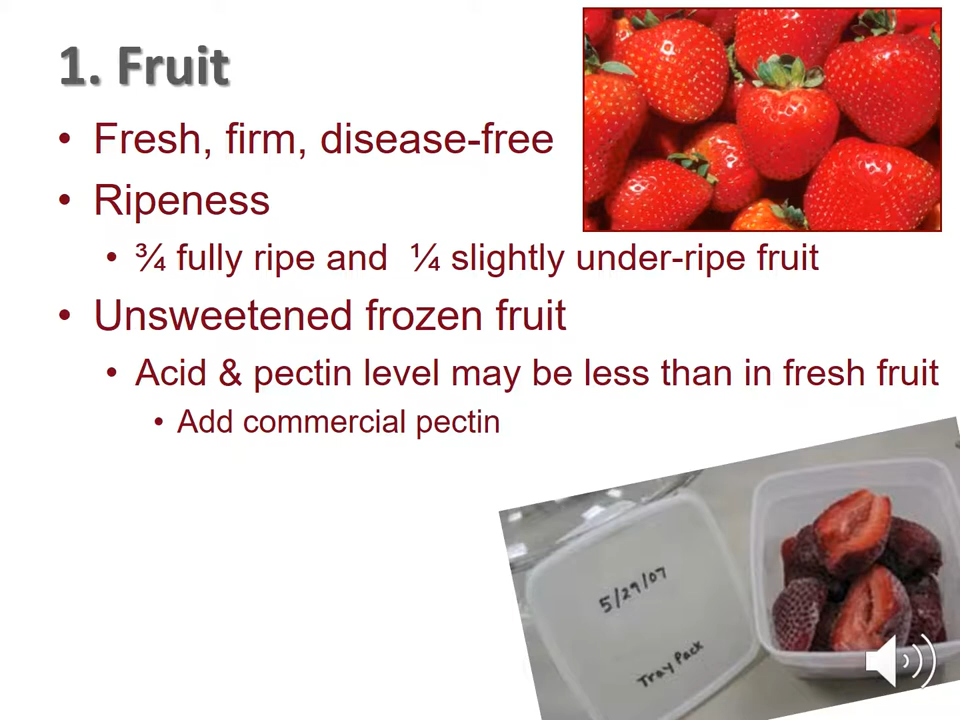 1. Fruit
• Fresh, firm, disease-free
• Ripeness
• ¾ fully ripe and ¼ slightly under-ripe fruit
• Unsweetened frozen fruit
• Acid & pectin level may be less than in fresh fruit
• Add commercial pectin
5/29/07
Tray Pack